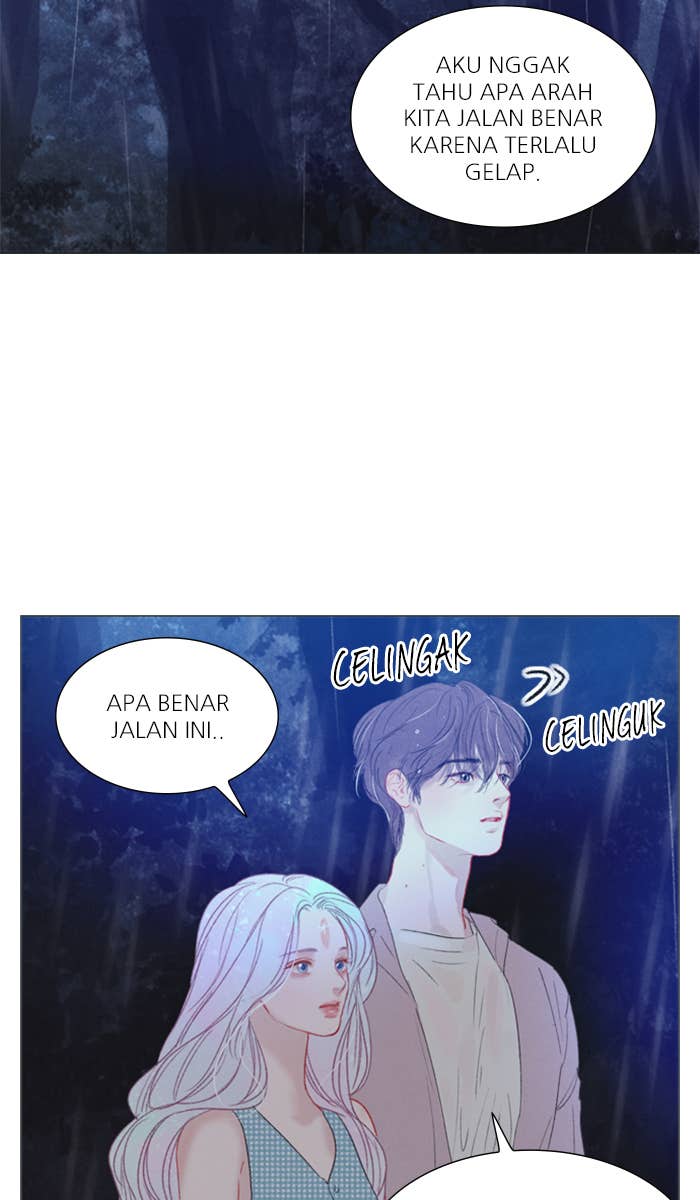 AKU NGGAK
TAHU APA ARAH
KITA JALAN BENAR
KARENA TERLALU
GELAP.
APA BENAR
JALAN INI..
CELINGAK
CELINGUK